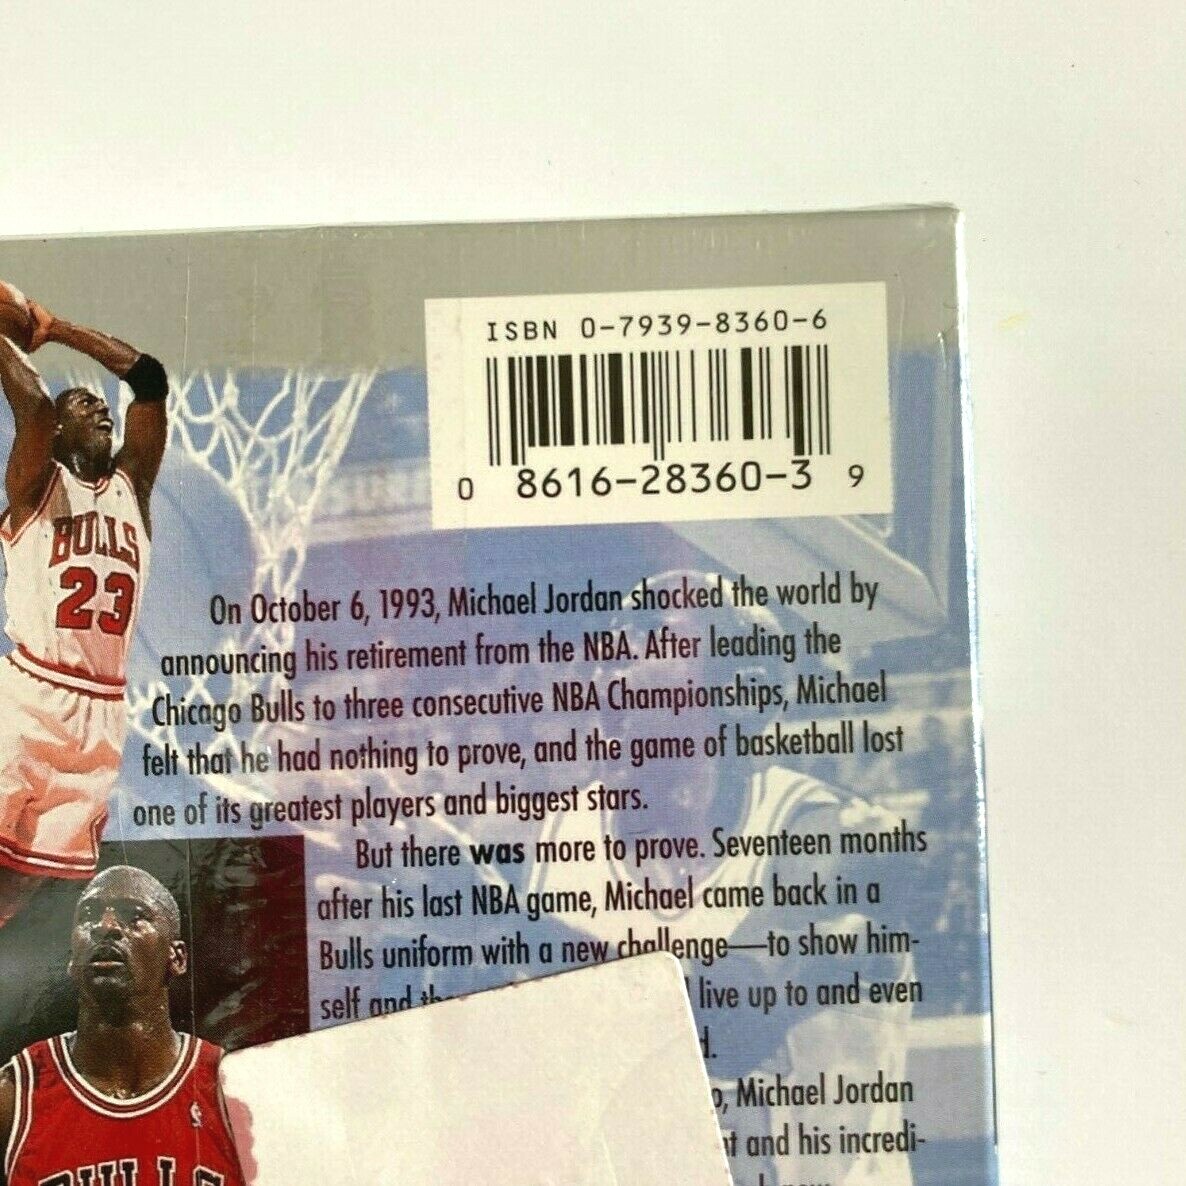 ISBN 0-7939-8360-6
0 8616-28360-3 9
BULLS
23
On October 6, 1993, Michael Jordan shocked the world by
announcing his retirement from the NBA. After leading the
Chicago Bulls to three consecutive NBA Championships, Michael
felt that he had nothing to prove, and the game of basketball lost
one of its greatest players and biggest stars.
But there was more to prove. Seventeen months
after his last NBA game, Michael came back in a
Bulls uniform with a new challenge—to show him-
self and live up to and even
Michael Jordan
and his incredi-
BULLS